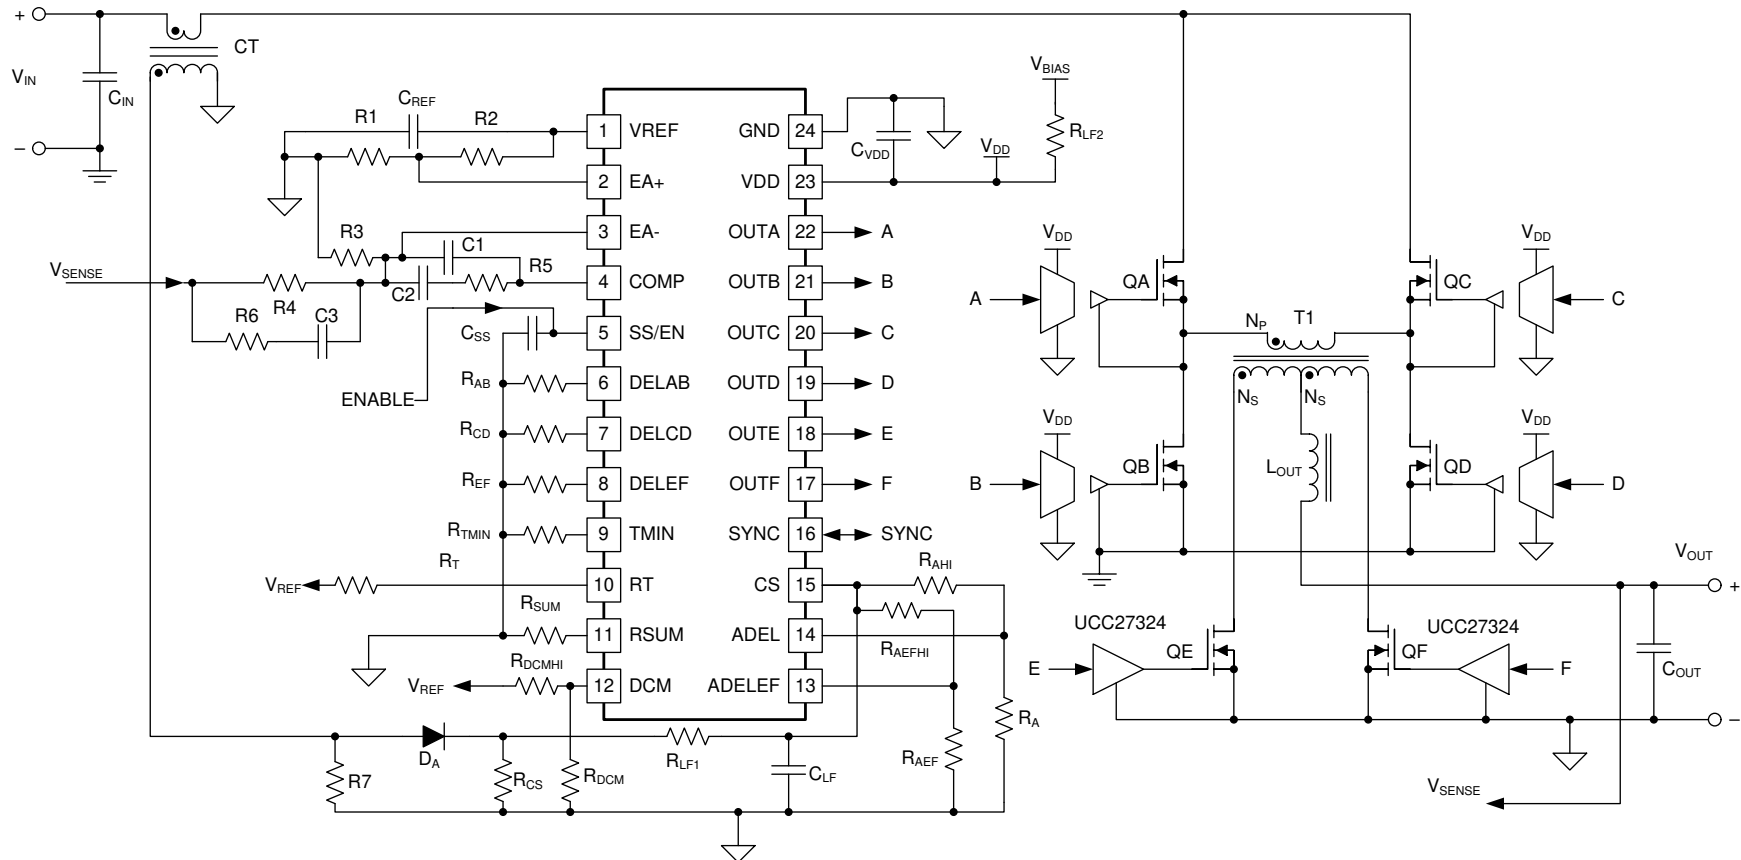 +
CT
V_IN
C_IN
–
C_REF
R1
R2
R3
C1
V_SENSE
R4
C2
R5
R6
C3
C_SS
ENABLE
R_AB
R_CD
R_EF
R_TMIN
R_T
V_REF
R_SUM
R_DCMHI
V_REF
1 VREF
2 EA+
3 EA-
4 COMP
5 SS/EN
6 DELAB
7 DELCD
8 DELEF
9 TMIN
10 RT
11 RSUM
12 DCM
GND 24
VDD 23
OUTA 22 A
OUTB 21 B
OUTC 20 C
OUTD 19 D
OUTE 18 E
OUTF 17 F
SYNC 16 SYNC
CS 15
ADEL 14
ADELEF 13
C_VDD
V_DD
V_BIAS
R_LF2
R_AHI
R_AEFHI
R_A
R_AEF
D_A
R7
R_CS
R_DCM
R_LF1
C_LF
V_DD
A
QA
V_DD
QC
C
N_P
T1
N_S
N_S
V_DD
B
QB
L_OUT
V_DD
QD
D
UCC27324
E
QE
UCC27324
QF
F
V_OUT
+
C_OUT
–
V_SENSE